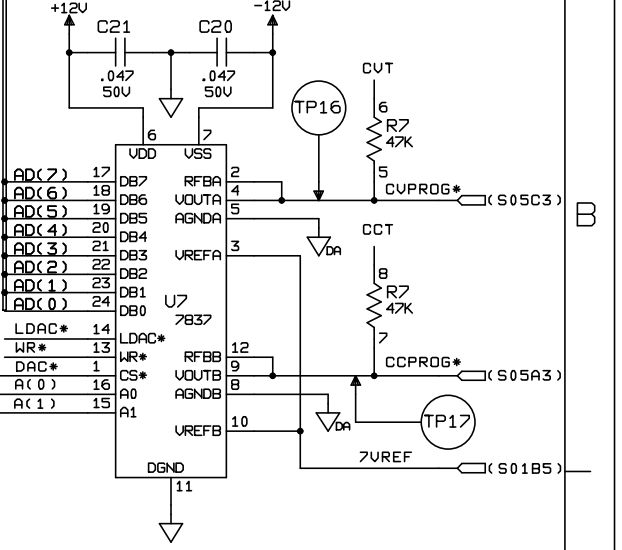 +12V
-12V
C21
C20
.047
50V
.047
50V
CVT
TP16
6
R7
47K
5
6
7
VDD
VSS
AD(7) 17 DB7
RFBA 2
CVPROG*
AD(6) 18 DB6
VOUTA 4
(S05C3)
B
AD(5) 19 DB5
AGNDA 5
AD(4) 20 DB4
DA
CCT
AD(3) 21 DB3
VREFA 3
AD(2) 22 DB2
8
AD(1) 23 DB1
U7
R7
AD(0) 24 DB0
7837
47K
LDAC* 14 LDAC*
7
WR* 13 WR*
RFBB 12
CCPROG*
DAC* 1 CS*
VOUTB 9
(S05A3)
A(0) 16 A0
AGNDB 8
A(1) 15 A1
DA
TP17
VREFB 10
7VREF
DGND
(S01B5)
11